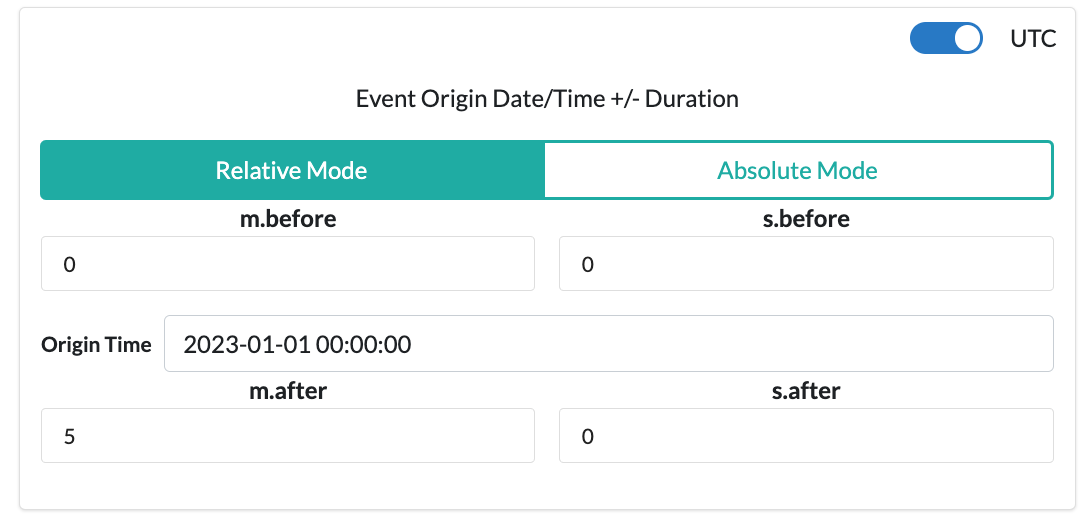 UTC
Event Origin Date/Time +/- Duration
Relative Mode Absolute Mode
m.before s.before
0 0
Origin Time 2023-01-01 00:00:00
m.after s.after
5 0